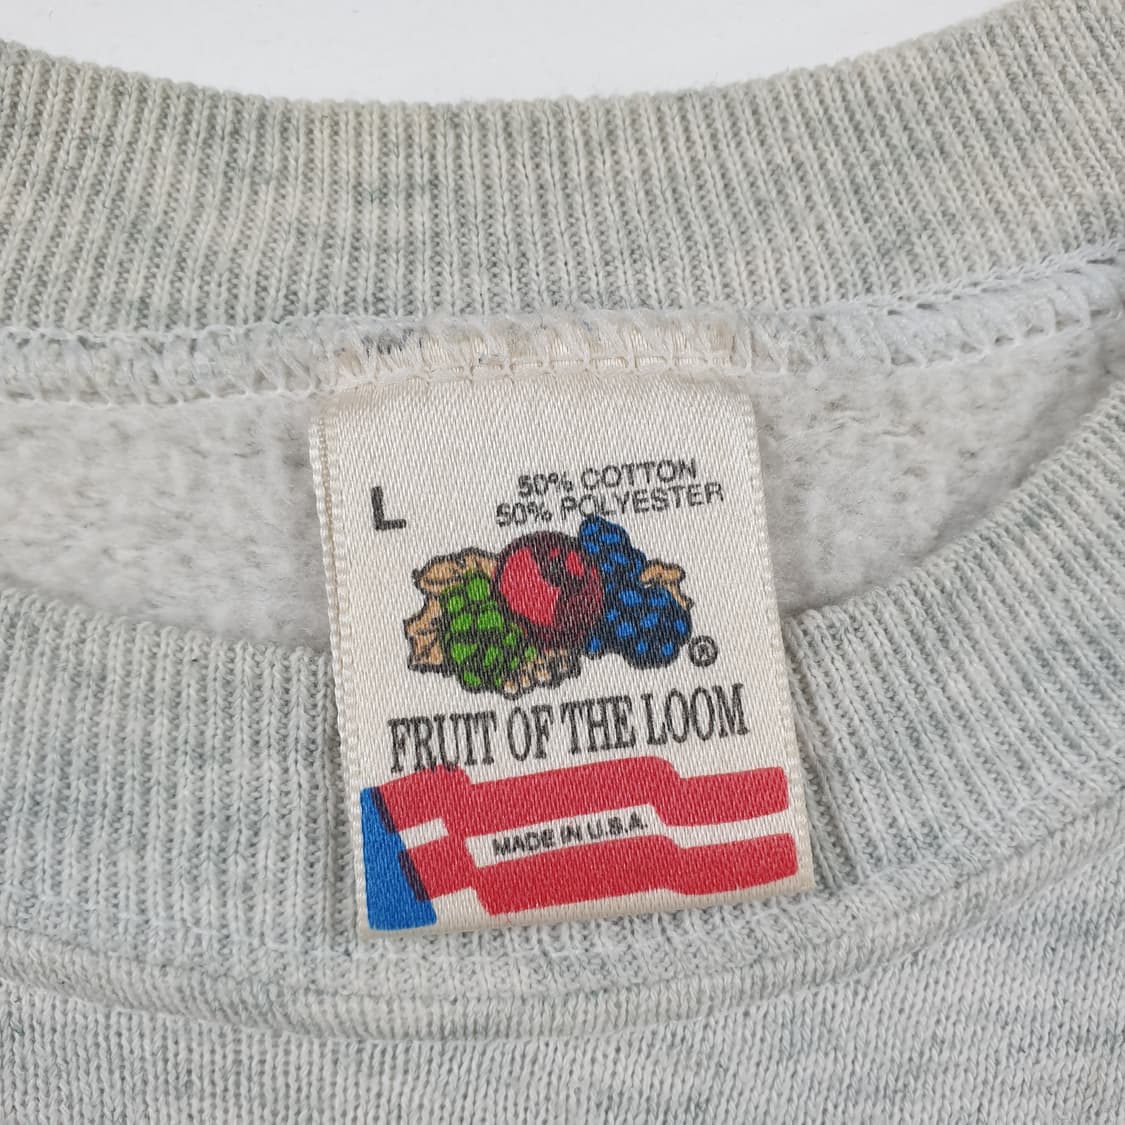 50% COTTON
50% POLYESTER
L
®
FRUIT OF THE LOOM
MADE IN U.S.A.